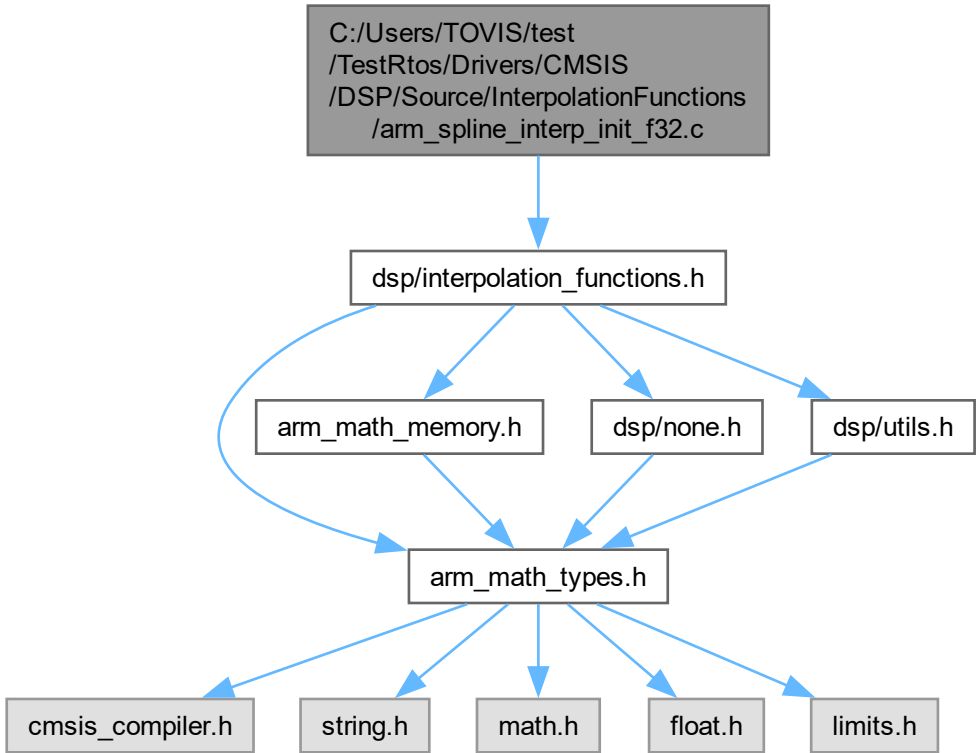 C:/Users/TOVIS/test
/TestRtos/Drivers/CMSIS
/DSP/Source/InterpolationFunctions
/arm_spline_interp_init_f32.c
dsp/interpolation_functions.h
arm_math_memory.h
dsp/none.h
dsp/utils.h
arm_math_types.h
cmsis_compiler.h
string.h
math.h
float.h
limits.h